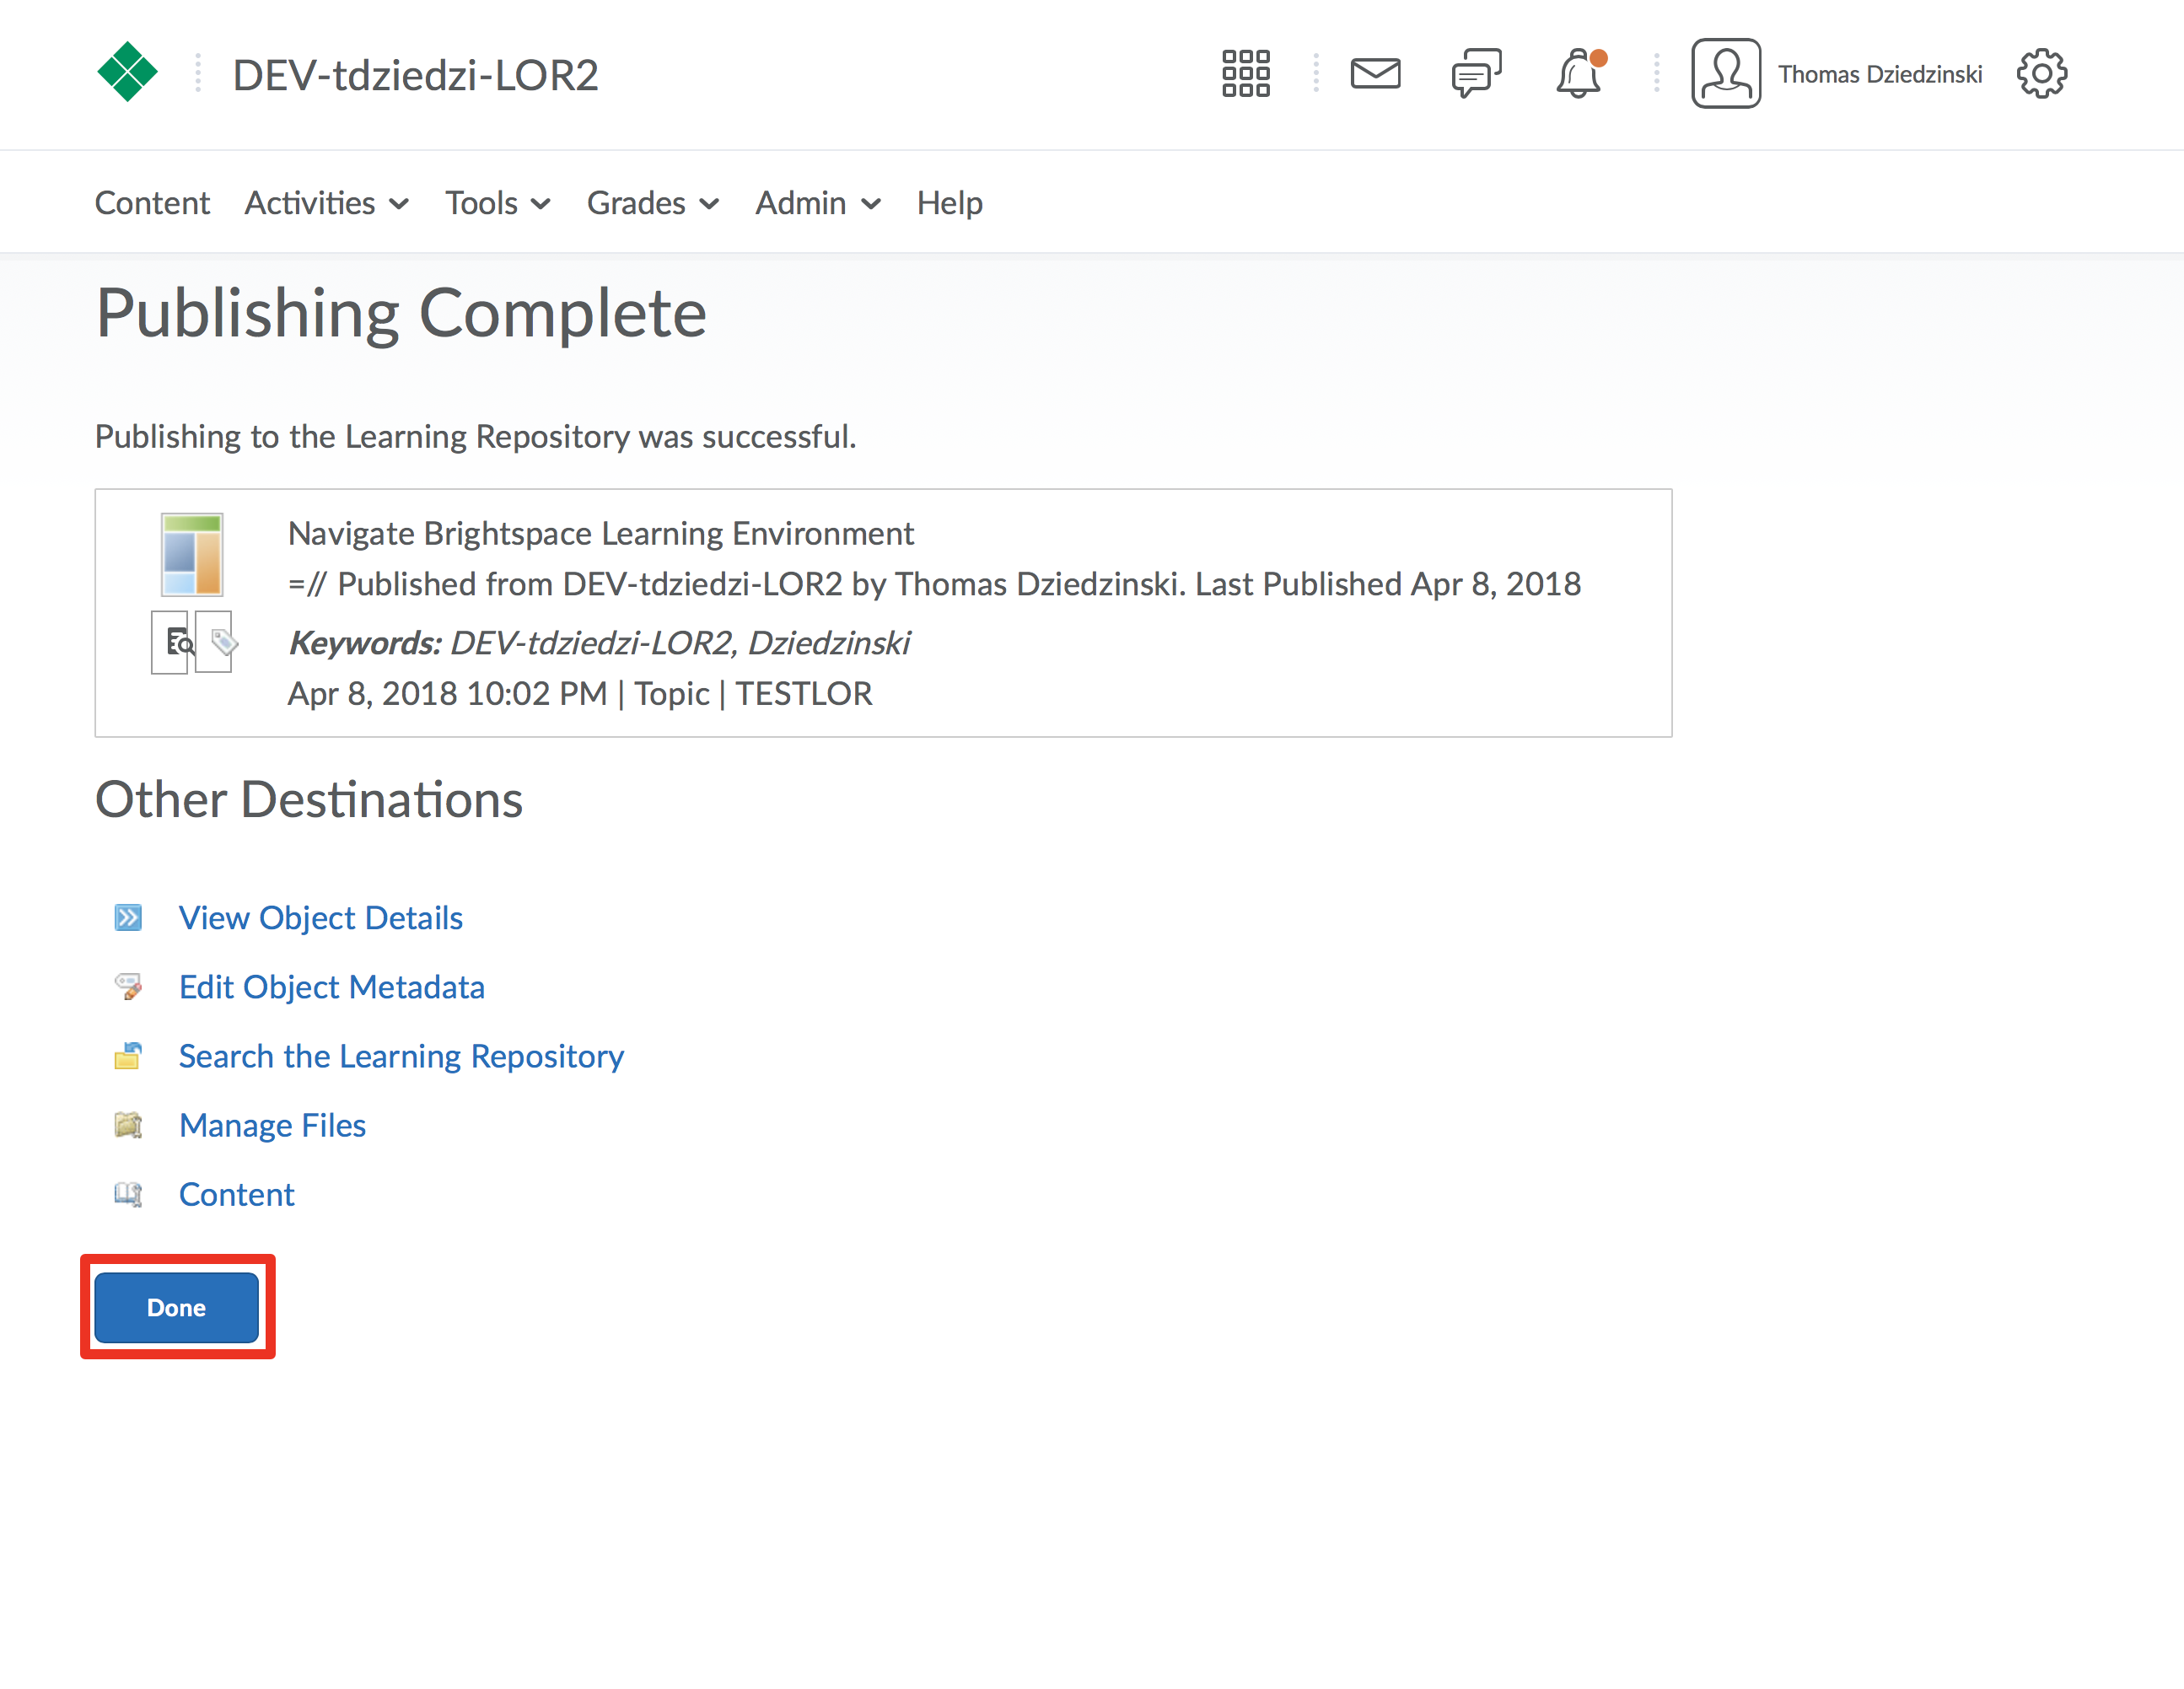 DEV-tdziedzi-LOR2
Thomas Dziedzinski
Content Activities Tools Grades Admin Help
Publishing Complete
Publishing to the Learning Repository was successful.
Navigate Brightspace Learning Environment
=// Published from DEV-tdziedzi-LOR2 by Thomas Dziedzinski. Last Published Apr 8, 2018
Keywords: DEV-tdziedzi-LOR2, Dziedzinski
Apr 8, 2018 10:02 PM | Topic | TESTLOR
Other Destinations
View Object Details
Edit Object Metadata
Search the Learning Repository
Manage Files
Content
Done